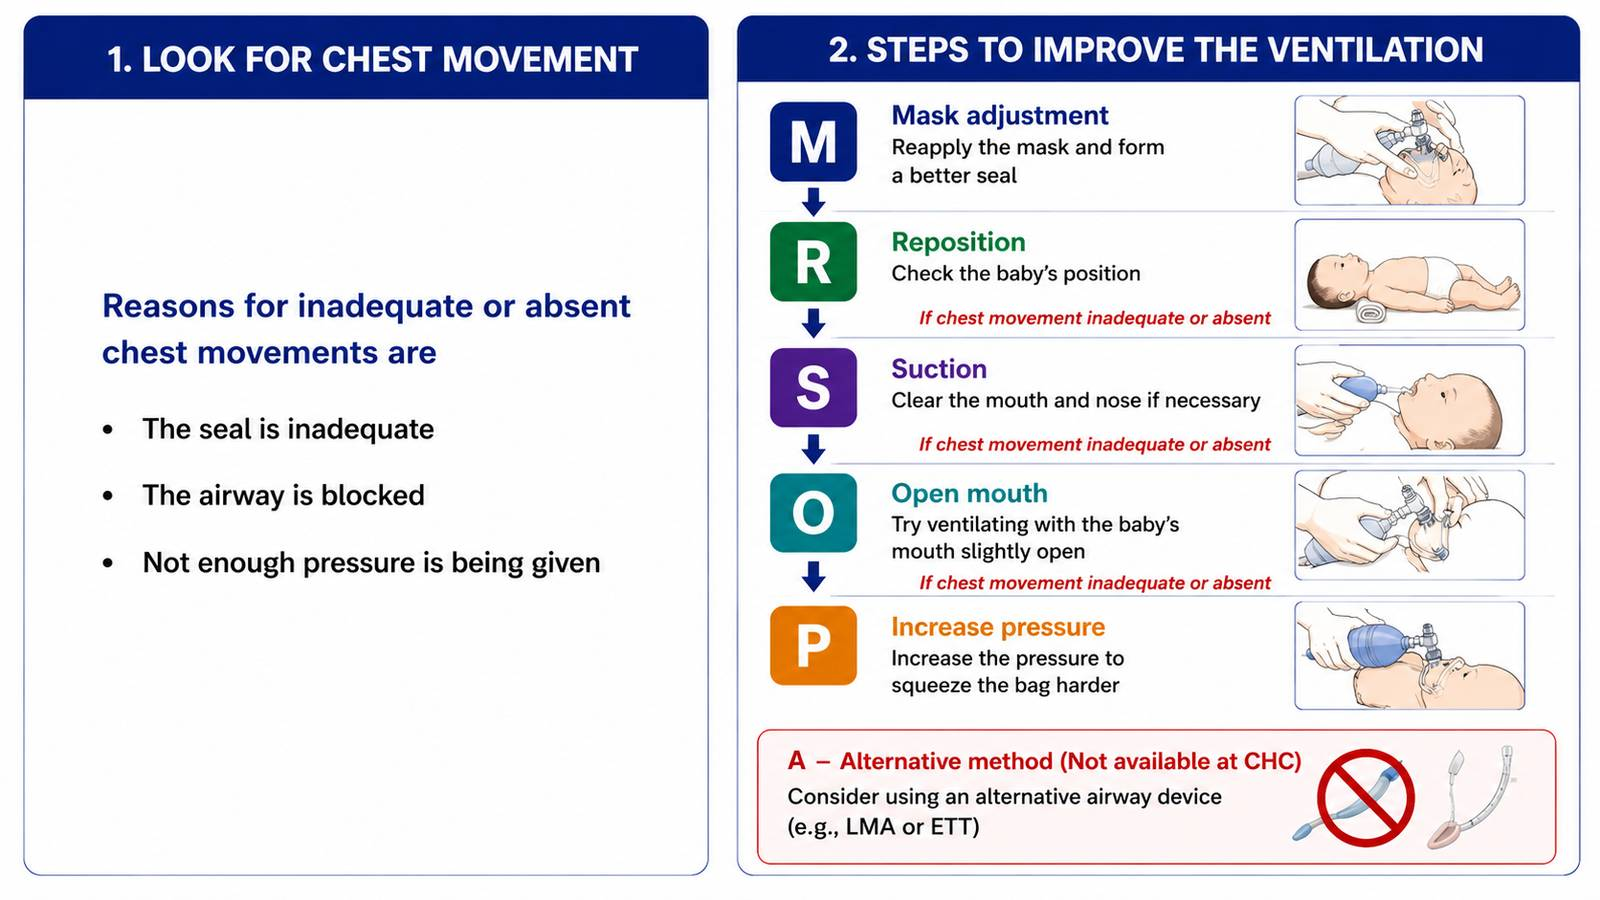 1. LOOK FOR CHEST MOVEMENT
Reasons for inadequate or absent
chest movements are
• The seal is inadequate
• The airway is blocked
• Not enough pressure is being given
2. STEPS TO IMPROVE THE VENTILATION
M
Mask adjustment
Reapply the mask and form
a better seal
R
Reposition
Check the baby’s position
If chest movement inadequate or absent
S
Suction
Clear the mouth and nose if necessary
If chest movement inadequate or absent
O
Open mouth
Try ventilating with the baby’s
mouth slightly open
If chest movement inadequate or absent
P
Increase pressure
Increase the pressure to
squeeze the bag harder
A – Alternative method (Not available at CHC)
Consider using an alternative airway device
(e.g., LMA or ETT)